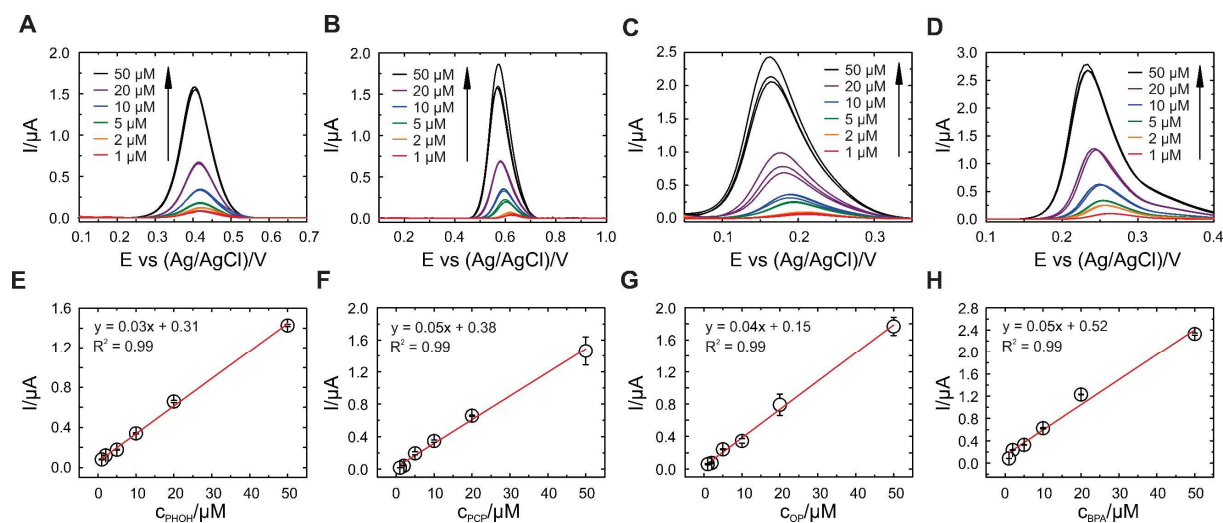 A
2.0
1.5
1.0
0.5
0.0
I/µA
50 µM
20 µM
10 µM
5 µM
2 µM
1 µM
0.1 0.2 0.3 0.4 0.5 0.6 0.7
E vs (Ag/AgCl)/V
B
2.0
1.5
1.0
0.5
0.0
I/µA
50 µM
20 µM
10 µM
5 µM
2 µM
1 µM
0.2 0.4 0.6 0.8 1.0
E vs (Ag/AgCl)/V
C
2.5
2.0
1.5
1.0
0.5
0.0
I/µA
50 µM
20 µM
10 µM
5 µM
2 µM
1 µM
0.1 0.2 0.3
E vs (Ag/AgCl)/V
D
3.0
2.5
2.0
1.5
1.0
0.5
0.0
I/µA
50 µM
20 µM
10 µM
5 µM
2 µM
1 µM
0.1 0.2 0.3 0.4
E vs (Ag/AgCl)/V
E
1.6
1.2
0.8
0.4
0.0
I/µA
y = 0.03x + 0.31
R² = 0.99
0 10 20 30 40 50
c_PHOH/µM
F
2.0
1.6
1.2
0.8
0.4
0.0
I/µA
y = 0.05x + 0.38
R² = 0.99
0 10 20 30 40 50
c_PCP/µM
G
2.0
1.6
1.2
0.8
0.4
0.0
I/µA
y = 0.04x + 0.15
R² = 0.99
0 10 20 30 40 50
c_OP/µM
H
2.8
2.4
2.0
1.6
1.2
0.8
0.4
0.0
I/µA
y = 0.05x + 0.52
R² = 0.99
0 10 20 30 40 50
c_BPA/µM